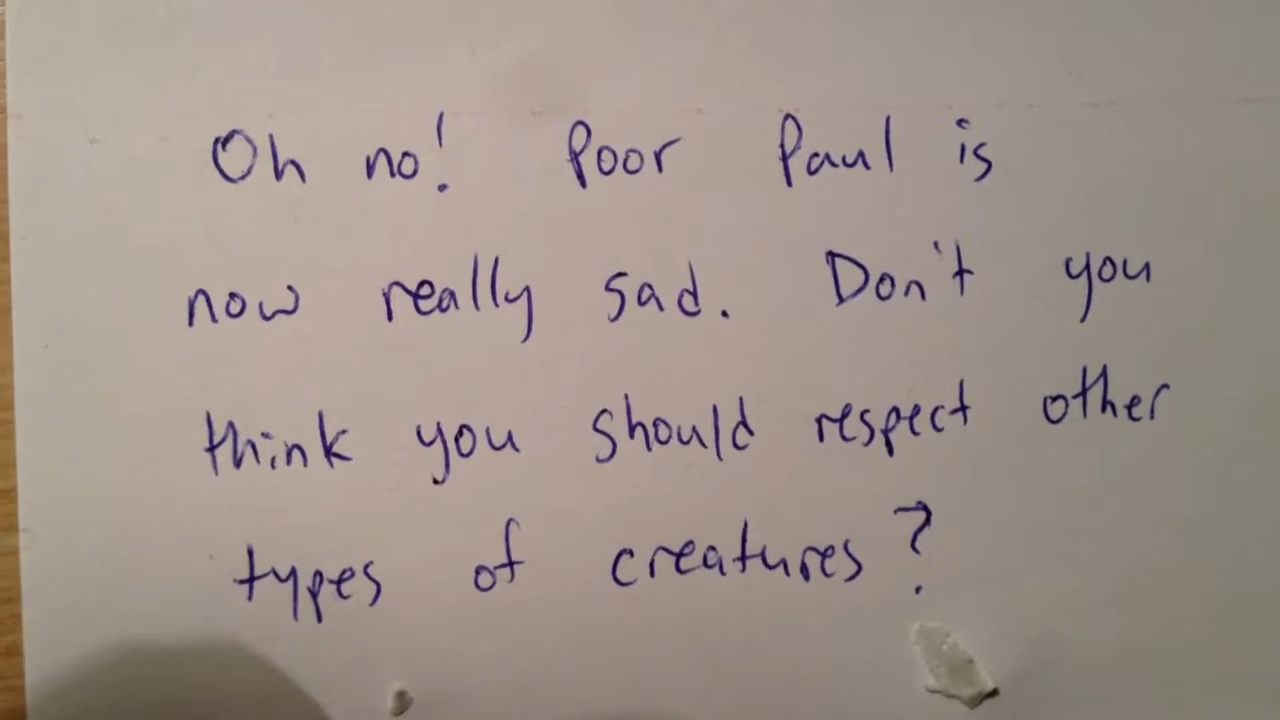 Oh no! Poor Paul is
now really sad. Don't you
think you should respect other
types of creatures?